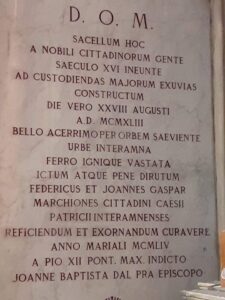 D. O. M.
SACELLUM HOC
A NOBILI CITTADINORUM GENTE
SAECULO XVI INEUNTE
AD CUSTODIENDAS MAJORUM EXUVIAS
CONSTRUCTUM
DIE VERO XXVIII AUGUSTI
A.D. MCMXLIII
BELLO ACERRIMO PER ORBEM SAEVIENTE
URBE INTERAMNA
FERRO IGNIQUE VASTATA
ICTUM ATQUE PENE DIRUTUM
FEDERICUS ET JOANNES GASPAR
MARCHIONES CITTADINI CAESII
PATRICII INTERAMNENSES
REFICIENDUM ET EXORNANDUM CURAVERE
ANNO MARIALI MCMLIV
A PIO XII PONT. MAX. INDICTO
JOANNE BAPTISTA DAL PRA EPISCOPO